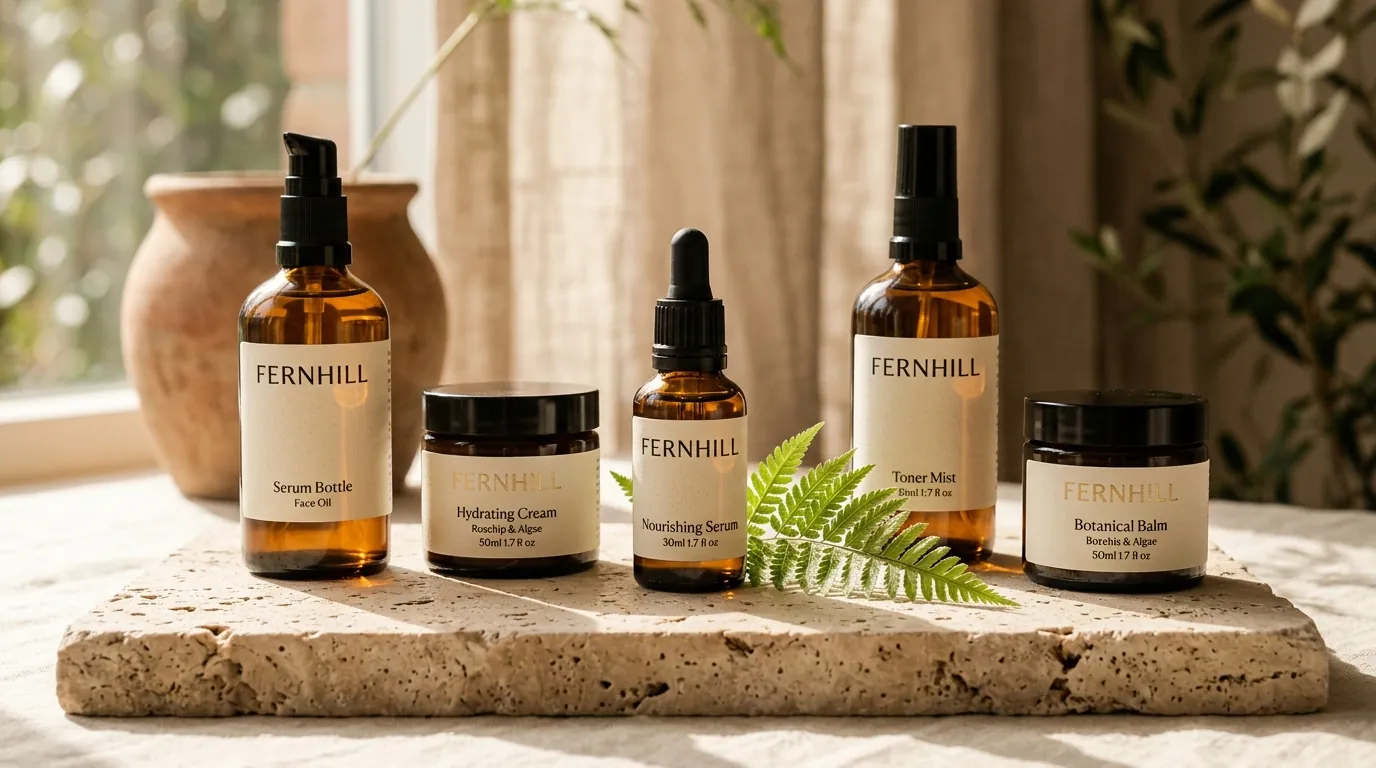 FERNHILL
Serum Bottle
Face Oil
FERNHILL
Hydrating Cream
Roschip & Algse
50ml 1.7 fl oz
FERNHILL
Nourishing Serum
30ml 1.7 fl oz
FERNHILL
Toner Mist
1:7 fl oz
FERNHILL
Botanical Balm
Borehis & Algae
50ml 1.7 fl oz